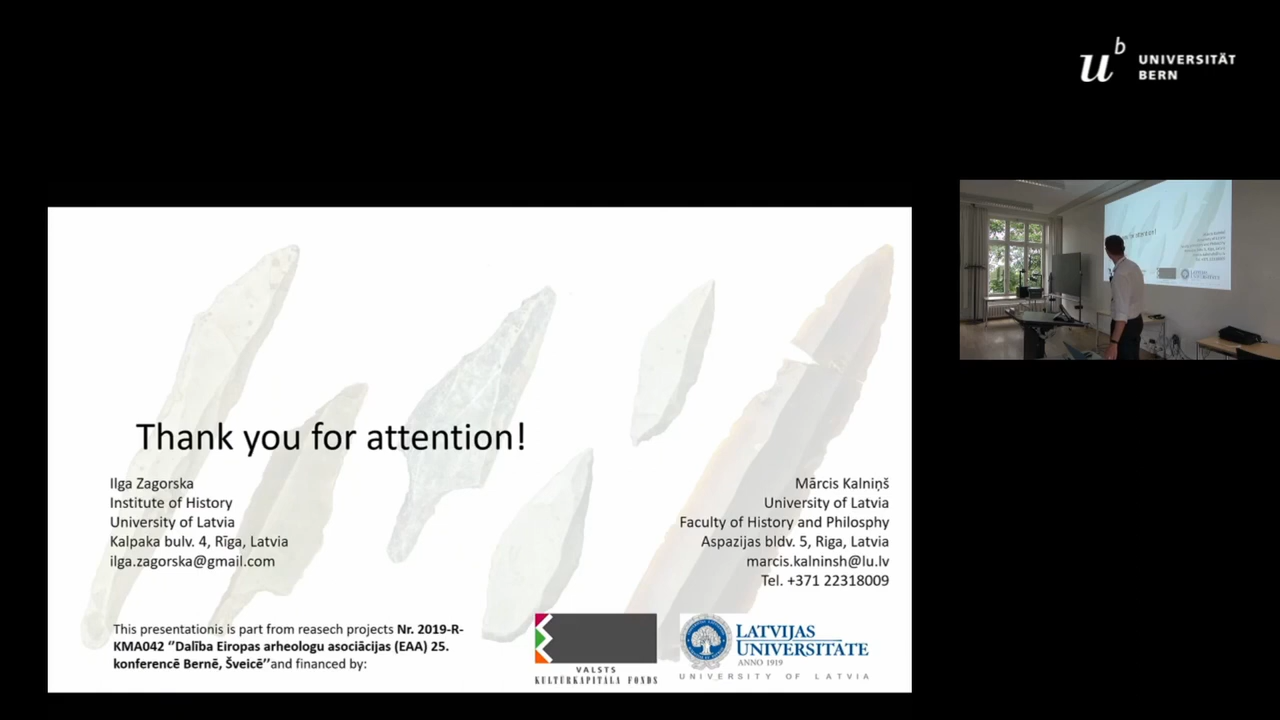 u^b
UNIVERSITÄT
BERN
Thank you for attention!
Ilga Zagorska
Institute of History
University of Latvia
Kalpaka bulv. 4, Rīga, Latvia
ilga.zagorska@gmail.com
Mārcis Kalniņš
University of Latvia
Faculty of History and Philosphy
Aspazijas bldv. 5, Riga, Latvia
marcis.kalninsh@lu.lv
Tel. +371 22318009
This presentationis is part from reasech projects Nr. 2019-R-
KMA042 ‘’Dalība Eiropas arheologu asociācijas (EAA) 25.
konferencē Bernē, Šveicē’’and financed by:
VALSTS
KULTŪRKAPITĀLA FONDS
LATVIJAS
UNIVERSITĀTE
ANNO 1919
UNIVERSITY OF LATVIA